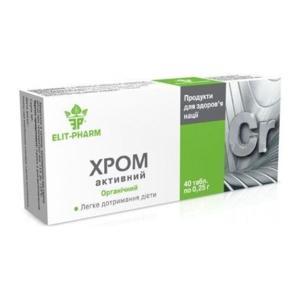 ELIT-PHARM
ХРОМ
активний
Органічний
• Легке дотримання дієти
Продукти
для здоров'я
нації
Cr
40 табл.
по 0,25 г